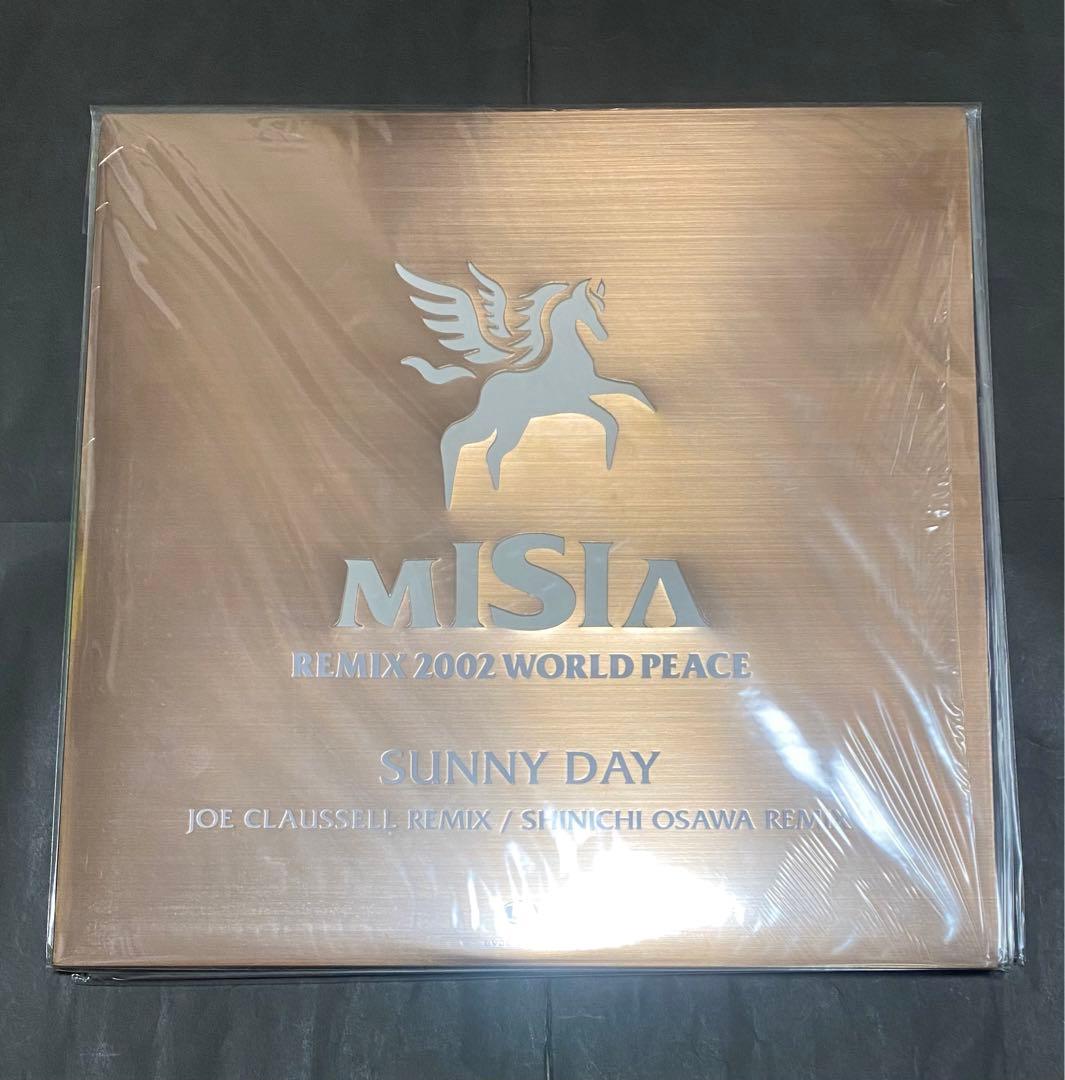 MISIA
REMIX 2002 WORLD PEACE
SUNNY DAY
JOE CLAUSSELL REMIX / SHINICHI OSAWA REMIX